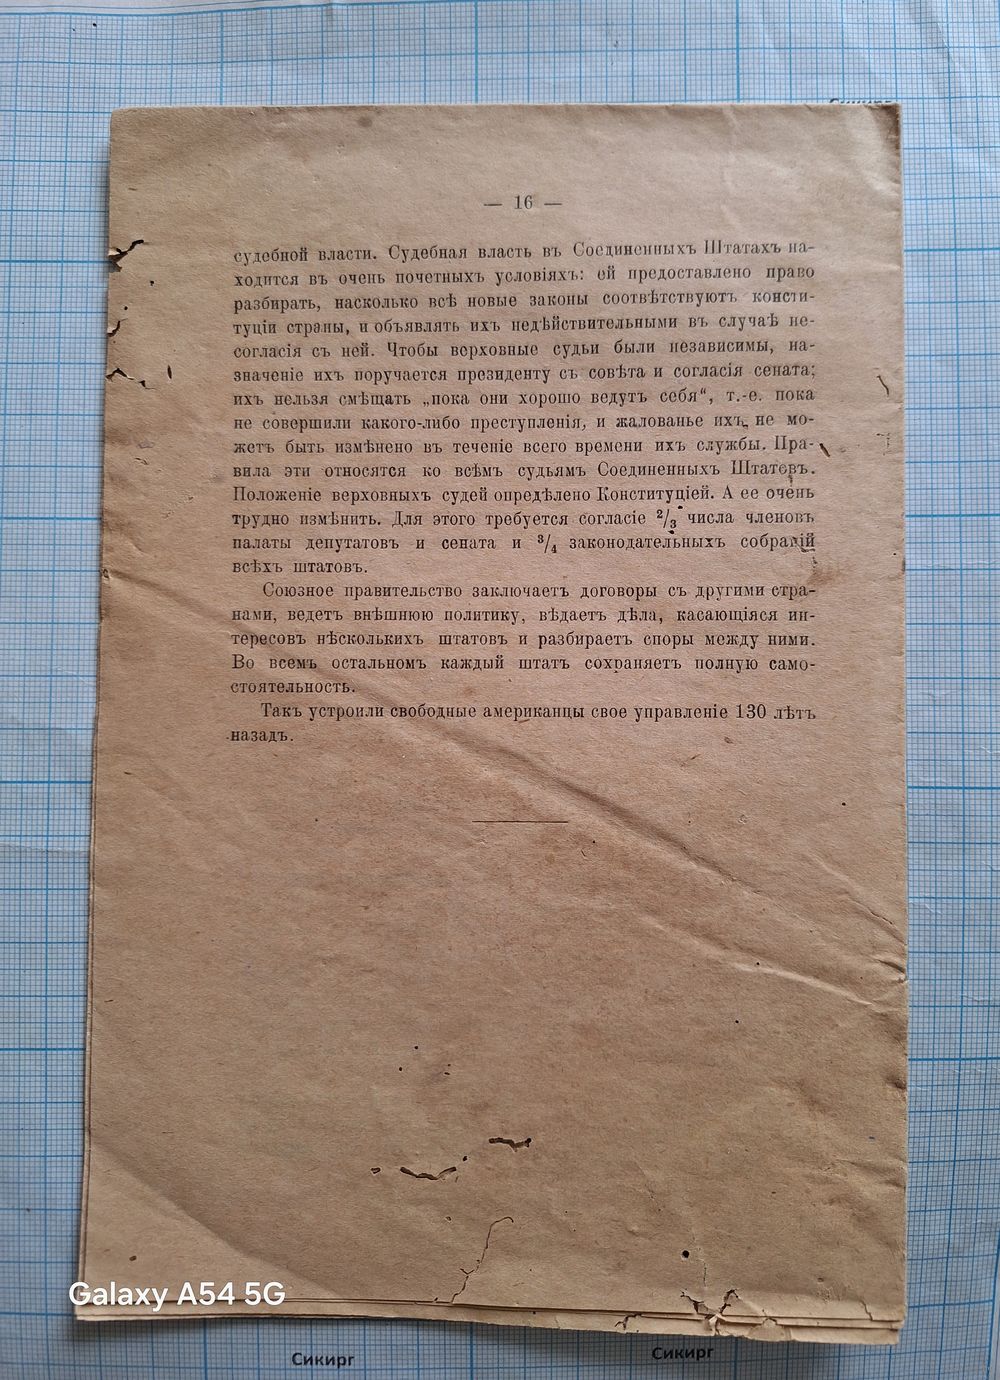 Сикирг
— 16 —
судебной власти. Судебная власть въ Соединенныхъ Штатахъ на-
ходится въ очень почетныхъ условіяхъ: ей предоставлено право
разбирать, насколько всѣ новые законы соотвѣтствуютъ консти-
туціи страны, и объявлять ихъ недѣйствительными въ случаѣ не-
согласія съ ней. Чтобы верховные судьи были независимы, на-
значеніе ихъ поручается президенту съ совѣта и согласія сената;
ихъ нельзя смѣщать „пока они хорошо ведутъ себя“, т.-е. пока
не совершили какого-либо преступленія, и жалованье ихъ не мо-
жетъ быть измѣнено въ теченіе всего времени ихъ службы. Пра-
вила эти относятся ко всѣмъ судьямъ Соединенныхъ Штатовъ.
Положеніе верховныхъ судей опредѣлено Конституціей. А ее очень
трудно измѣнить. Для этого требуется согласіе 2/3 числа членовъ
палаты депутатовъ и сената и 3/4 законодательныхъ собраній
всѣхъ штатовъ.
Союзное правительство заключаетъ договоры съ другими стра-
нами, ведетъ внѣшнюю политику, вѣдаетъ дѣла, касающіяся ин-
тересовъ нѣсколькихъ штатовъ и разбираетъ споры между ними.
Во всемъ остальномъ каждый штатъ сохраняетъ полную само-
стоятельность.
Такъ устроили свободные американцы свое управленіе 130 лѣтъ
назадъ.
Galaxy A54 5G
Сикирг
Сикирг